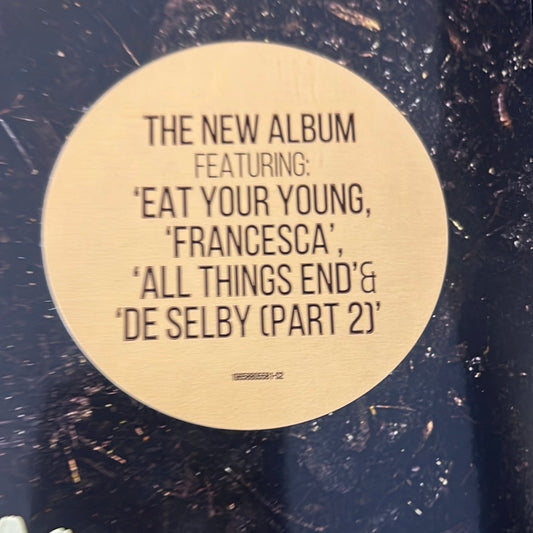 THE NEW ALBUM
FEATURING:
‘EAT YOUR YOUNG,
‘FRANCESCA’,
‘ALL THINGS END’&
‘DE SELBY (PART 2)’